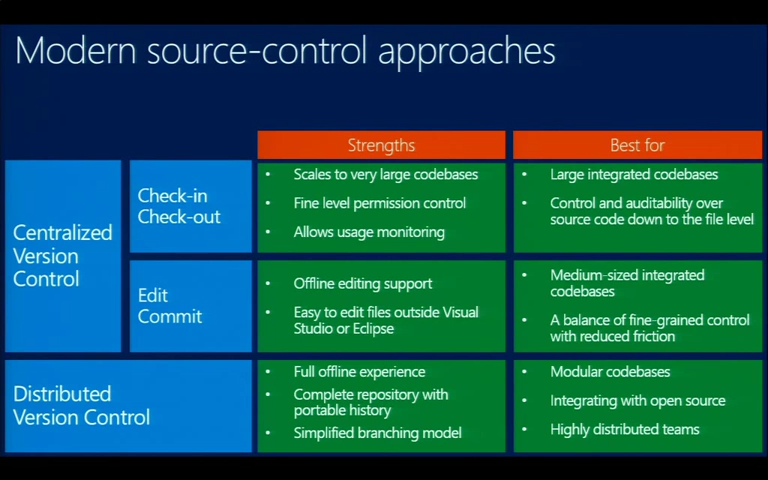 Modern source-control approaches
Strengths
Best for
Centralized
Version
Control
Check-in
Check-out
• Scales to very large codebases
• Fine level permission control
• Allows usage monitoring
• Large integrated codebases
• Control and auditability over
source code down to the file level
Edit
Commit
• Offline editing support
• Easy to edit files outside Visual
Studio or Eclipse
• Medium-sized integrated
codebases
• A balance of fine-grained control
with reduced friction
Distributed
Version Control
• Full offline experience
• Complete repository with
portable history
• Simplified branching model
• Modular codebases
• Integrating with open source
• Highly distributed teams